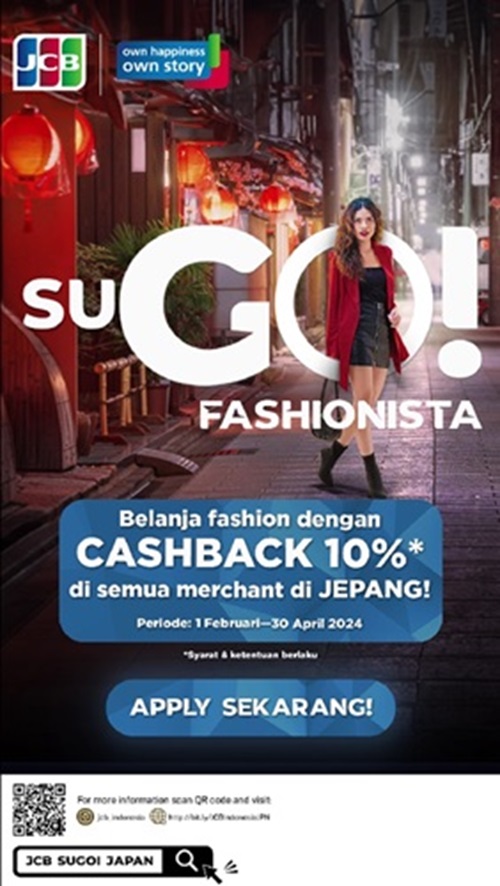 JCB
own happiness
own story
SUGO!
FASHIONISTA
Belanja fashion dengan
CASHBACK 10%*
di semua merchant di JEPANG!
Periode: 1 Februari—30 April 2024
*Syarat & ketentuan berlaku
APPLY SEKARANG!
For more information scan QR code and visit
jcb indonesia
JCB SUGOI JAPAN